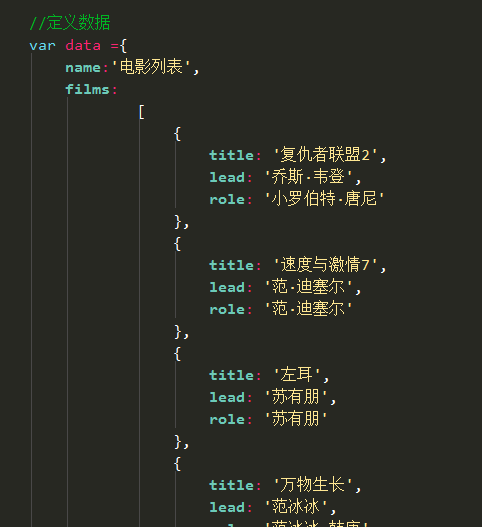 //定义数据
var data ={
name:'电影列表',
films:
[
{
title: '复仇者联盟2',
lead: '乔斯·韦登',
role: '小罗伯特·唐尼'
},
{
title: '速度与激情7',
lead: '范·迪塞尔',
role: '范·迪塞尔'
},
{
title: '左耳',
lead: '苏有朋',
role: '苏有朋'
},
{
title: '万物生长',
lead: '范冰冰',